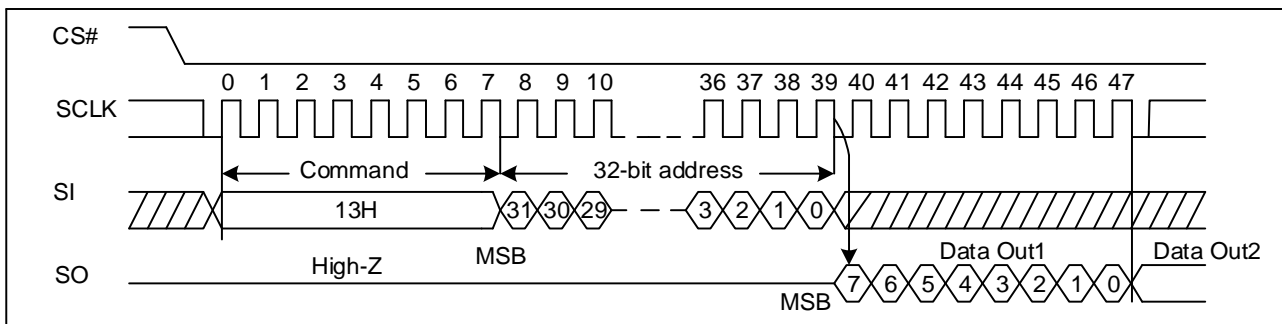 CS#
0 1 2 3 4 5 6 7 8 9 10 36 37 38 39 40 41 42 43 44 45 46 47
SCLK
Command 32-bit address
SI
13H 31 30 29 3 2 1 0
High-Z MSB Data Out1 Data Out2
SO
MSB 7 6 5 4 3 2 1 0